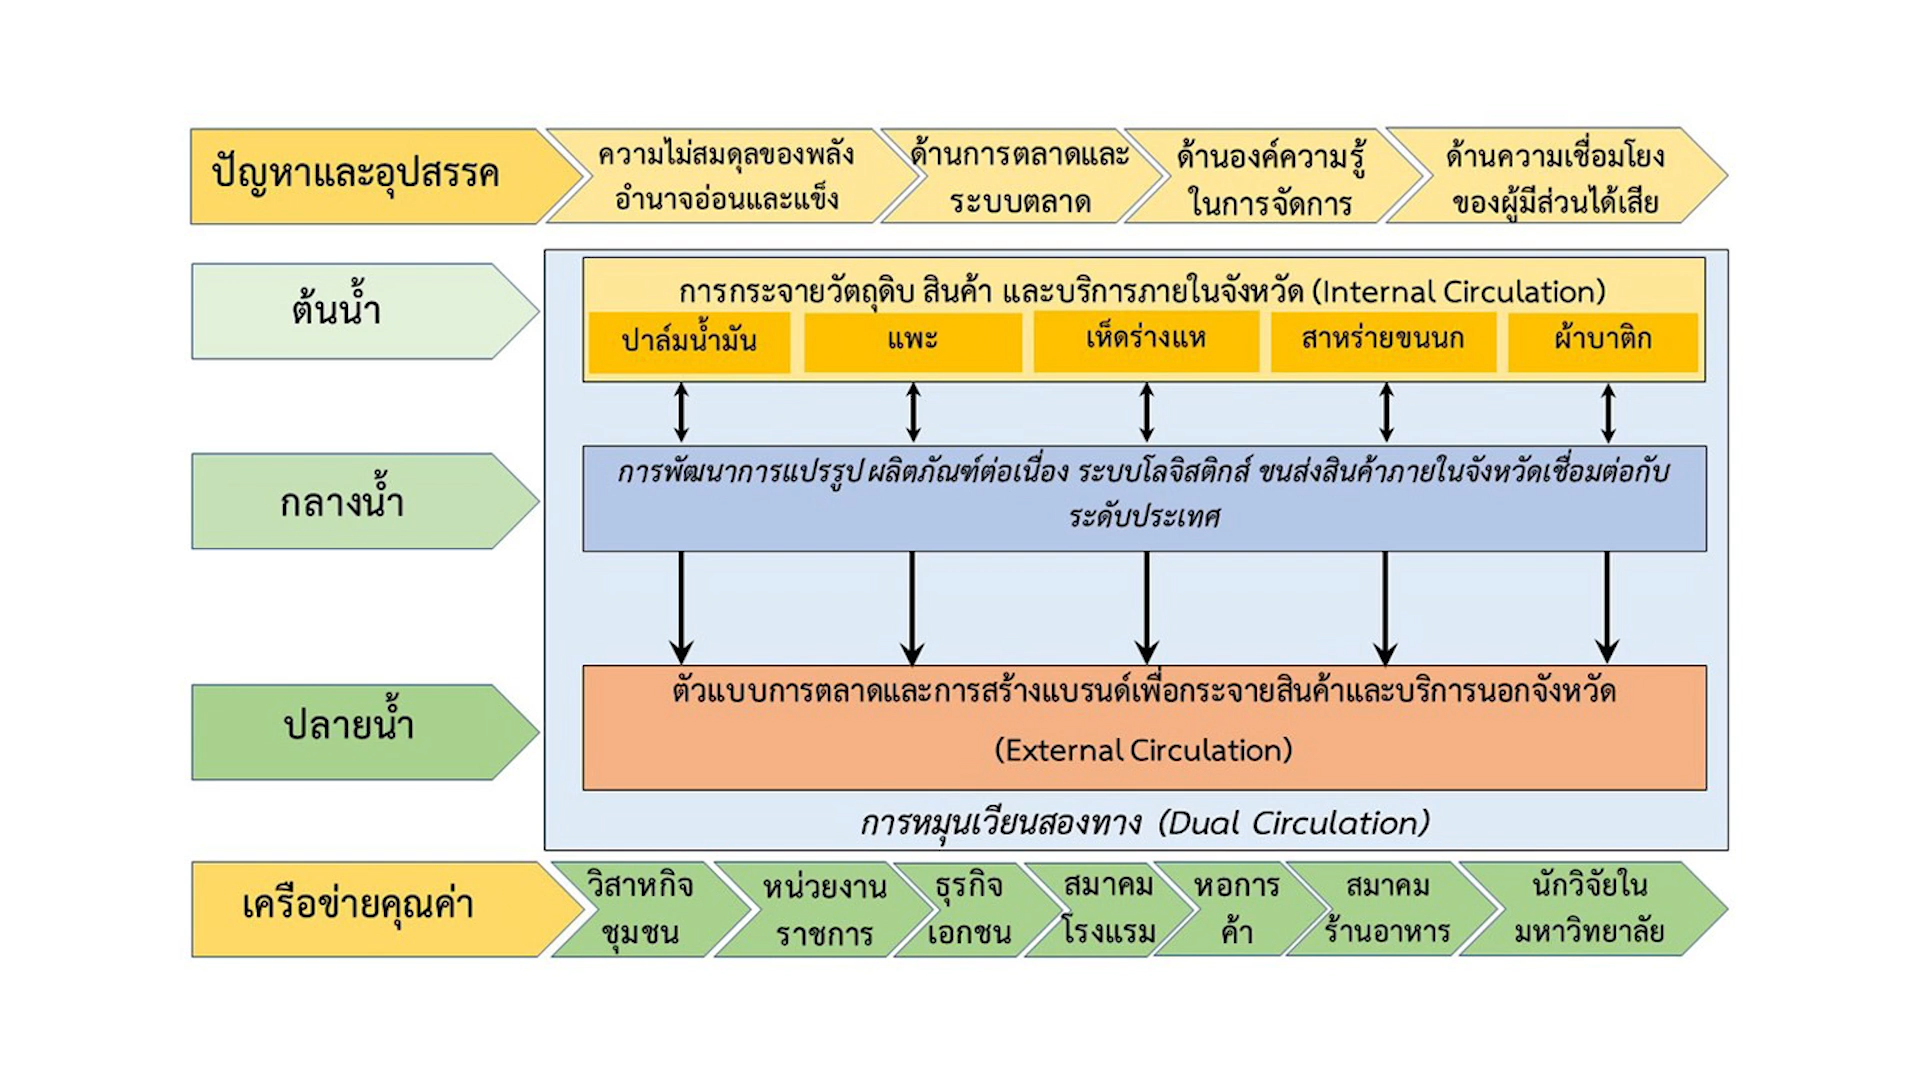 ปัญหาและอุปสรรค
ความไม่สมดุลของพลัง
อำนาจอ่อนและแข็ง
ด้านการตลาดและ
ระบบตลาด
ด้านองค์ความรู้
ในการจัดการ
ด้านความเชื่อมโยง
ของผู้มีส่วนได้เสีย
ต้นน้ำ
การกระจายวัตถุดิบ สินค้า และบริการภายในจังหวัด (Internal Circulation)
ปาล์มน้ำมัน
แพะ
เห็ดร่างแห
สาหร่ายขนนก
ผ้าบาติก
กลางน้ำ
การพัฒนาการแปรรูป ผลิตภัณฑ์ต่อเนื่อง ระบบโลจิสติกส์ ขนส่งสินค้าภายในจังหวัดเชื่อมต่อกับ
ระดับประเทศ
ปลายน้ำ
ตัวแบบการตลาดและการสร้างแบรนด์เพื่อกระจายสินค้าและบริการนอกจังหวัด
(External Circulation)
การหมุนเวียนสองทาง (Dual Circulation)
เครือข่ายคุณค่า
วิสาหกิจ
ชุมชน
หน่วยงาน
ราชการ
ธุรกิจ
เอกชน
สมาคม
โรงแรม
หอการ
ค้า
สมาคม
ร้านอาหาร
นักวิจัยใน
มหาวิทยาลัย